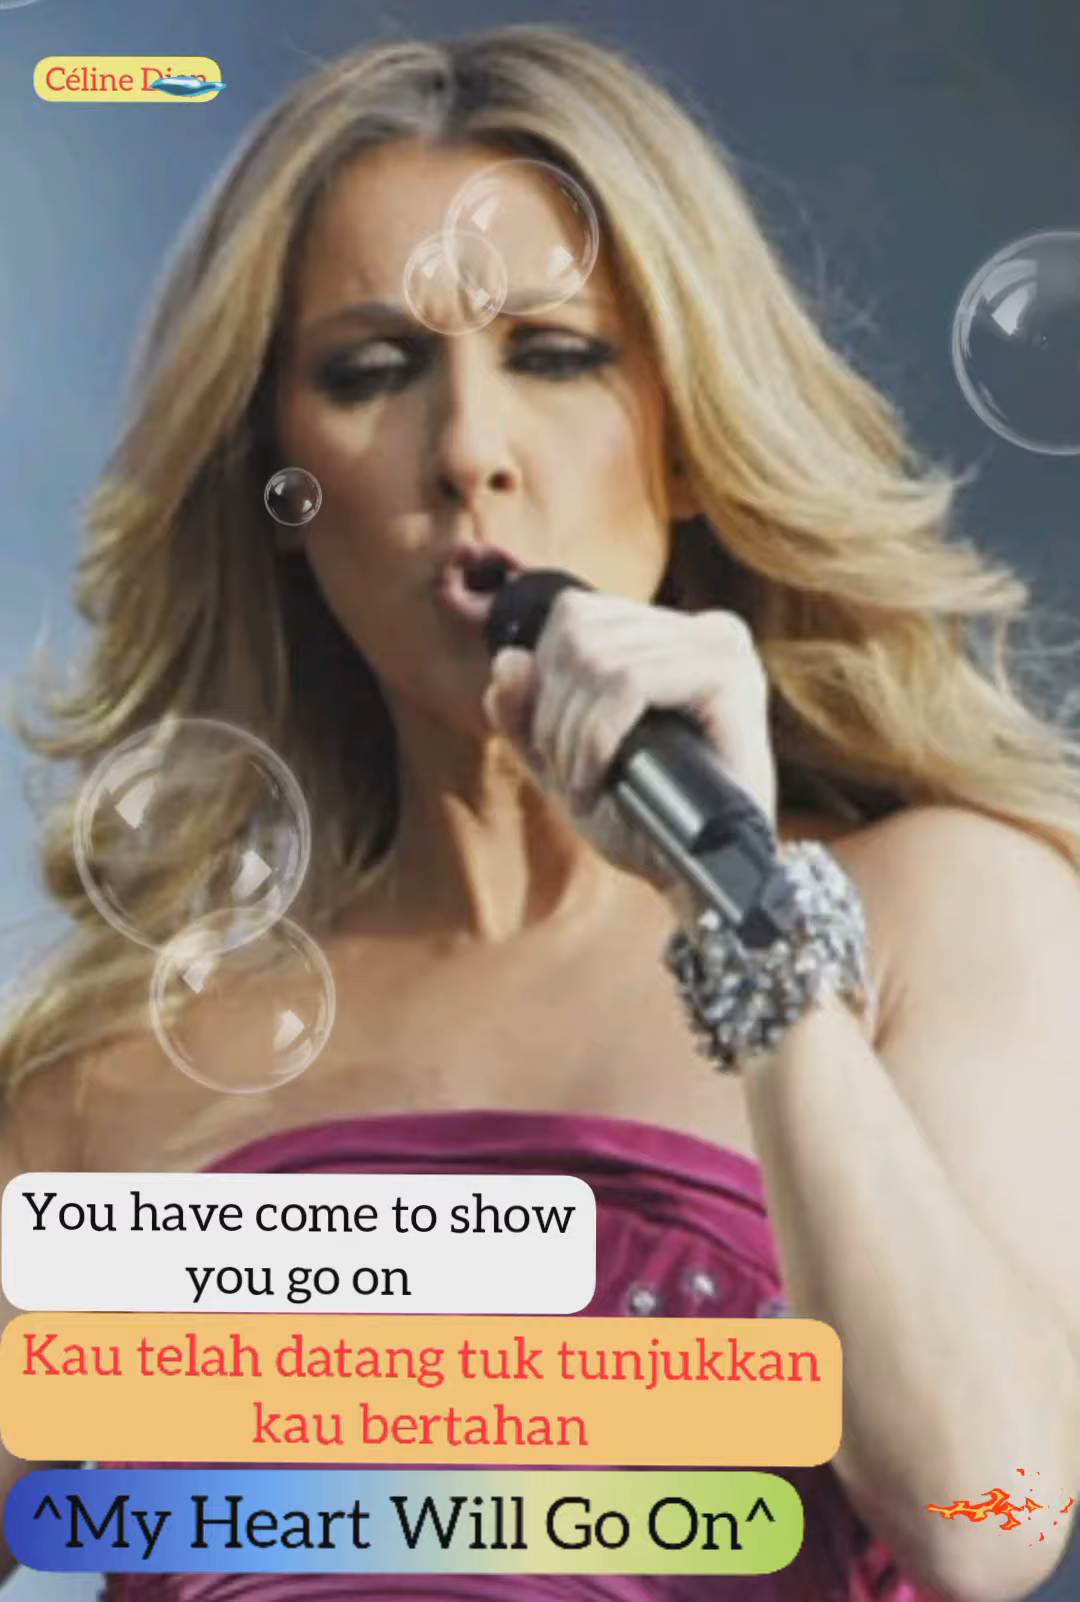 Céline Dion
You have come to show
you go on
Kau telah datang tuk tunjukkan
kau bertahan
^My Heart Will Go On^